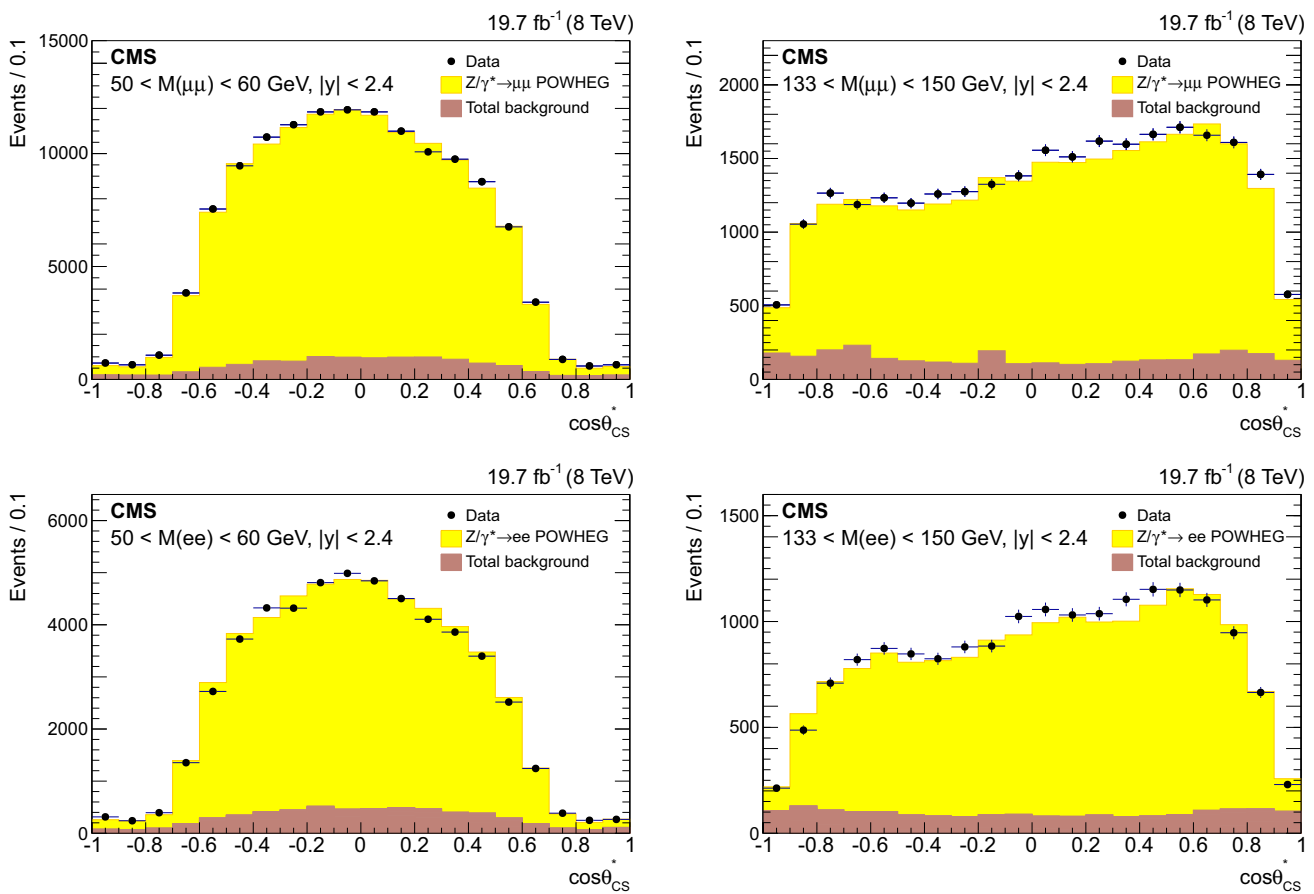 19.7 fb⁻¹ (8 TeV)
CMS
50 < M(μμ) < 60 GeV, |y| < 2.4
Data
Z/γ*→μμ POWHEG
Total background
Events / 0.1
15000
10000
5000
0
-1 -0.8 -0.6 -0.4 -0.2 0 0.2 0.4 0.6 0.8 1
cosθ*CS
19.7 fb⁻¹ (8 TeV)
CMS
133 < M(μμ) < 150 GeV, |y| < 2.4
Data
Z/γ*→μμ POWHEG
Total background
Events / 0.1
2000
1500
1000
500
0
-1 -0.8 -0.6 -0.4 -0.2 0 0.2 0.4 0.6 0.8 1
cosθ*CS
19.7 fb⁻¹ (8 TeV)
CMS
50 < M(ee) < 60 GeV, |y| < 2.4
Data
Z/γ*→ee POWHEG
Total background
Events / 0.1
6000
4000
2000
0
-1 -0.8 -0.6 -0.4 -0.2 0 0.2 0.4 0.6 0.8 1
cosθ*CS
19.7 fb⁻¹ (8 TeV)
CMS
133 < M(ee) < 150 GeV, |y| < 2.4
Data
Z/γ*→ ee POWHEG
Total background
Events / 0.1
1500
1000
500
0
-1 -0.8 -0.6 -0.4 -0.2 0 0.2 0.4 0.6 0.8 1
cosθ*CS